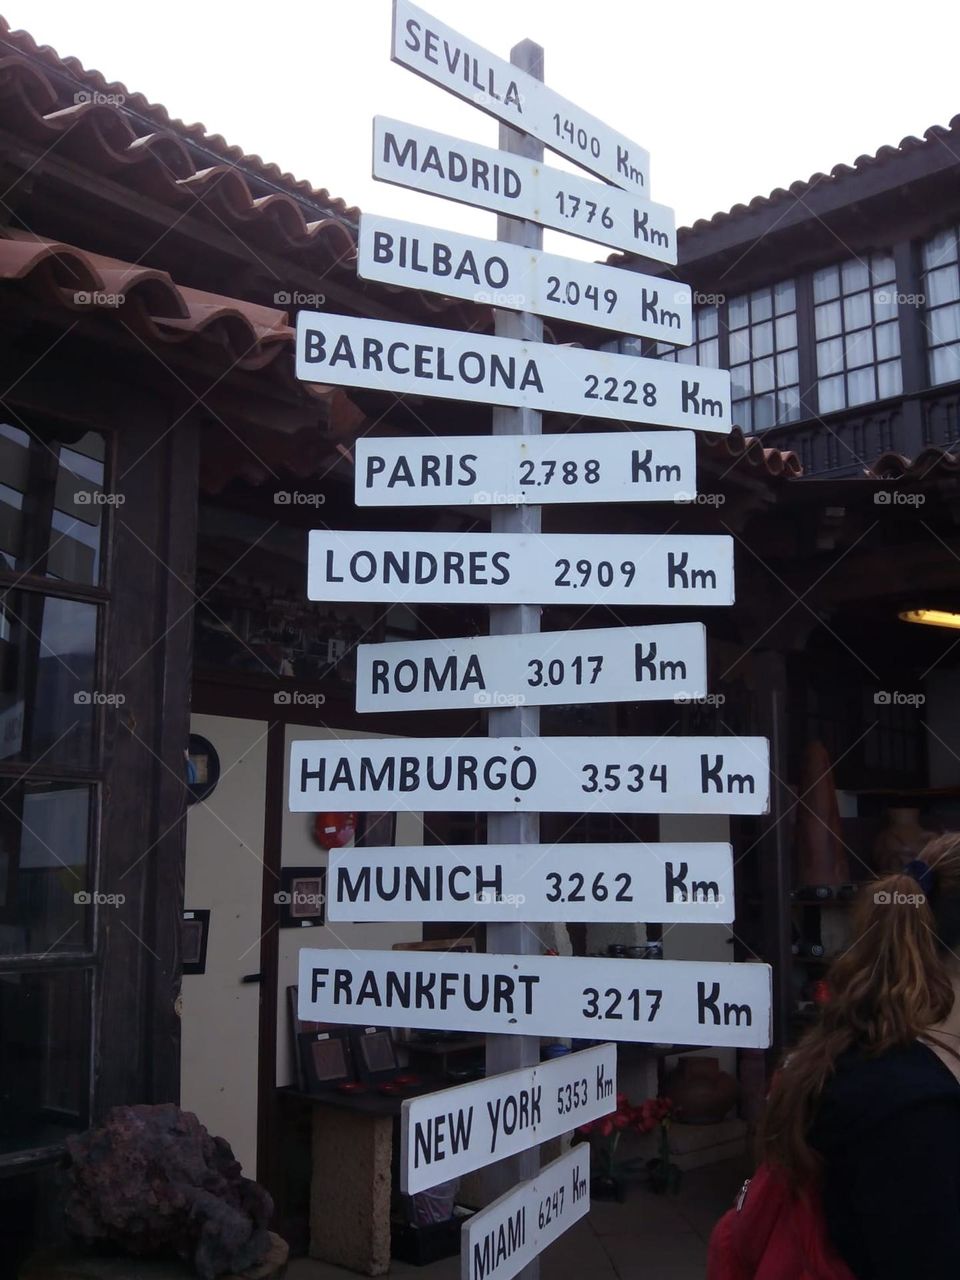 SEVILLA 1.400 Km
MADRID 1.776 Km
BILBAO 2.049 Km
BARCELONA 2.228 Km
PARIS 2.788 Km
LONDRES 2.909 Km
ROMA 3.017 Km
HAMBURGO 3.534 Km
MUNICH 3.262 Km
FRANKFURT 3.217 Km
NEW YORK 5.353 Km
MIAMI 6.247 Km
foap